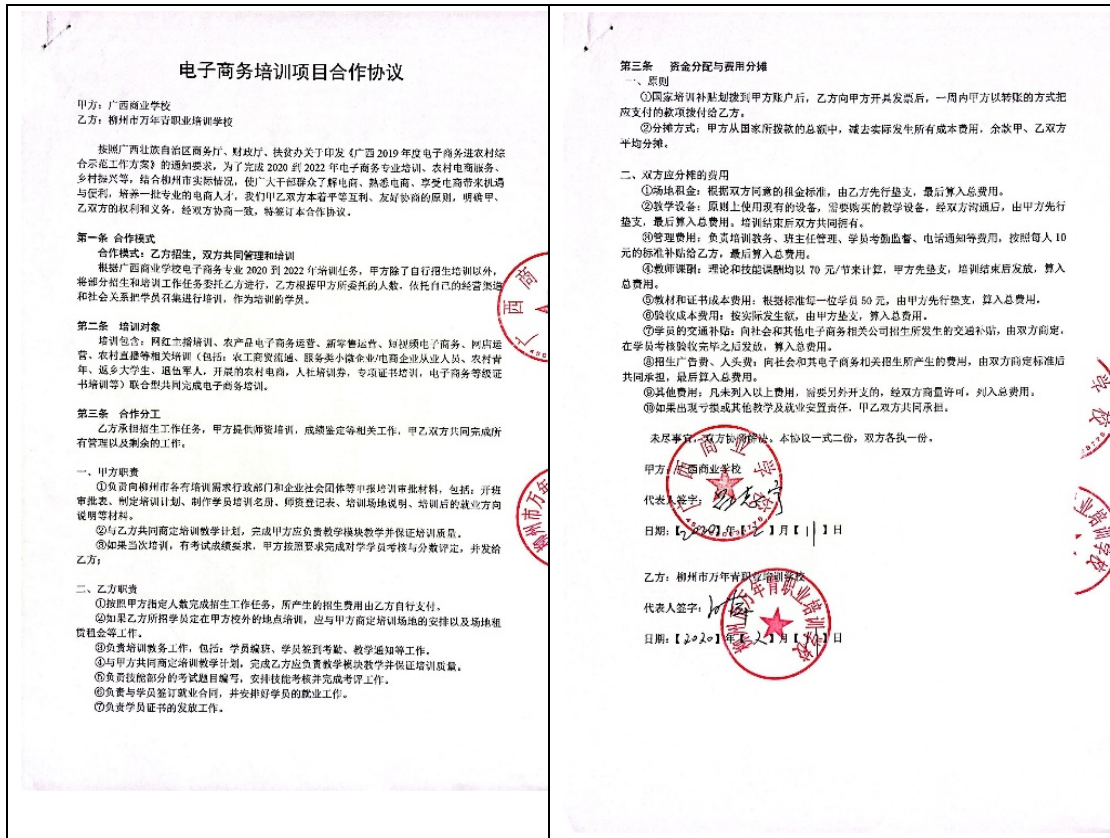 电子商务培训项目合作协议
甲方：广西商业学校
乙方：柳州市万年青职业培训学校
按照广西壮族自治区商务厅、财政厅、扶贫办关于印发《广西 2019 年度电子商务进农村综
合示范工作方案》的通知要求，为了完成 2020 到 2022 年电子商务专业培训、农村电商服务、
乡村振兴等，结合柳州市实际情况，使广大干部群众了解电商、熟悉电商、享受电商带来机遇
与便利，培养一批专业的电商人才，我们甲乙双方本着平等互利、友好协商的原则，明确甲、
乙双方的权利和义务，经双方协商一致，特签订本合作协议。
第一条 合作模式
合作模式：乙方招生，双方共同管理和培训
根据广西商业学校电子商务专业 2020 到 2022 年培训任务，甲方除了自行招生培训以外，
将部分招生和培训工作任务委托乙方进行，乙方根据甲方所委托的人数，依托自己的经营渠道
和社会关系把学员召集进行培训，作为培训的学员。
第二条 培训对象
培训包含：网红主播培训、农产品电子商务运营、新零售运营、短视频电子商务、网店运
营、农村直播等相关培训（包括：农工商贸流通、服务类小微企业/电商企业从业人员、农村青
年、返乡大学生、退伍军人，开展的农村电商，人社培训券，专项证书培训，电子商务等级证
书培训等）联合型共同完成电子商务培训。
第三条 合作分工
乙方承担招生工作任务，甲方提供师资培训，成绩鉴定等相关工作，甲乙双方共同完成所
有管理以及剩余的工作。
一、甲方职责
①负责向柳州市各有培训需求行政部门和企业社会团体等申报培训审批材料，包括：开班
审批表、制定培训计划、制作学员培训名册、师资登记表、培训场地说明、培训后的就业方向
说明等材料。
②与乙方共同商定培训教学计划，完成甲方应负责教学模块教学并保证培训质量。
③如果当次培训，有考试成绩要求，甲方按照要求完成对学学员考核与分数评定，并发给
乙方；
二、乙方职责
①按照甲方指定人数完成招生工作任务，所产生的招生费用由乙方自行支付。
②如果乙方所招学员定在甲方校外的地点培训，应与甲方商定培训场地的安排以及场地租
赁租金等工作。
③负责培训教务工作，包括：学员编班、学员签到考勤、教学通知等工作。
④与甲方共同商定培训教学计划，完成乙方应负责教学模块教学并保证培训质量。
⑤负责技能部分的考试题目编写，安排技能考核并完成考评工作。
⑥负责与学员签订就业合同，并安排好学员的就业工作。
⑦负责学员证书的发放工作。
第三条 资金分配与费用分摊
一、原则
①国家培训补贴划拨到甲方账户后，乙方向甲方开具发票后，一周内甲方以转账的方式把
应支付的款项拨付给乙方。
②分摊方式：甲方从国家所拨款的总额中，减去实际发生所有成本费用，余款甲、乙双方
平均分摊。
二、双方应分摊的费用
①场地租金：根据双方同意的租金标准，由乙方先行垫支，最后算入总费用。
②教学设备：原则上使用现有的设备，需要购买的教学设备，经双方沟通后，由甲方先行
垫支，最后算入总费用。培训结束后双方共同拥有。
③管理费用：负责培训教务、班主任管理、学员考勤监督、电话通知等费用，按照每人 10
元的标准补贴给乙方，最后算入总费用。
④教师课酬：理论和技能课酬均以 70 元/节来计算，甲方先垫支，培训结束后发放，算入
总费用。
⑤教材和证书成本费用：根据标准每一位学员 50 元，由甲方先行垫支，算入总费用。
⑥验收成本费用：按实际发生额，由甲方垫支，算入总费用。
⑦学员的交通补贴：向社会和其他电子商务相关公司招生所发生的交通补贴，由双方商定，
在学员考核验收完毕之后发放，算入总费用。
⑧招生广告费、人头费：向社会和其电子商务相关招生所产生的费用，由双方商定标准后
共同承担，最后算入总费用。
⑨其他费用：凡未列入以上费用，需要另外开支的，经双方商量许可，列入总费用。
⑩如果出现亏损或其他教学及就业安置责任，甲乙双方共同承担。
未尽事宜，双方协商解决。本协议一式二份，双方各执一份。
甲方：广西商业学校
代表人签字：
日期：【2020】年【12】月【11】日
乙方：柳州市万年青职业培训学校
代表人签字：
日期：【2020】年【12】月【11】日
广西商业学校
柳州市万年青职业培训学校